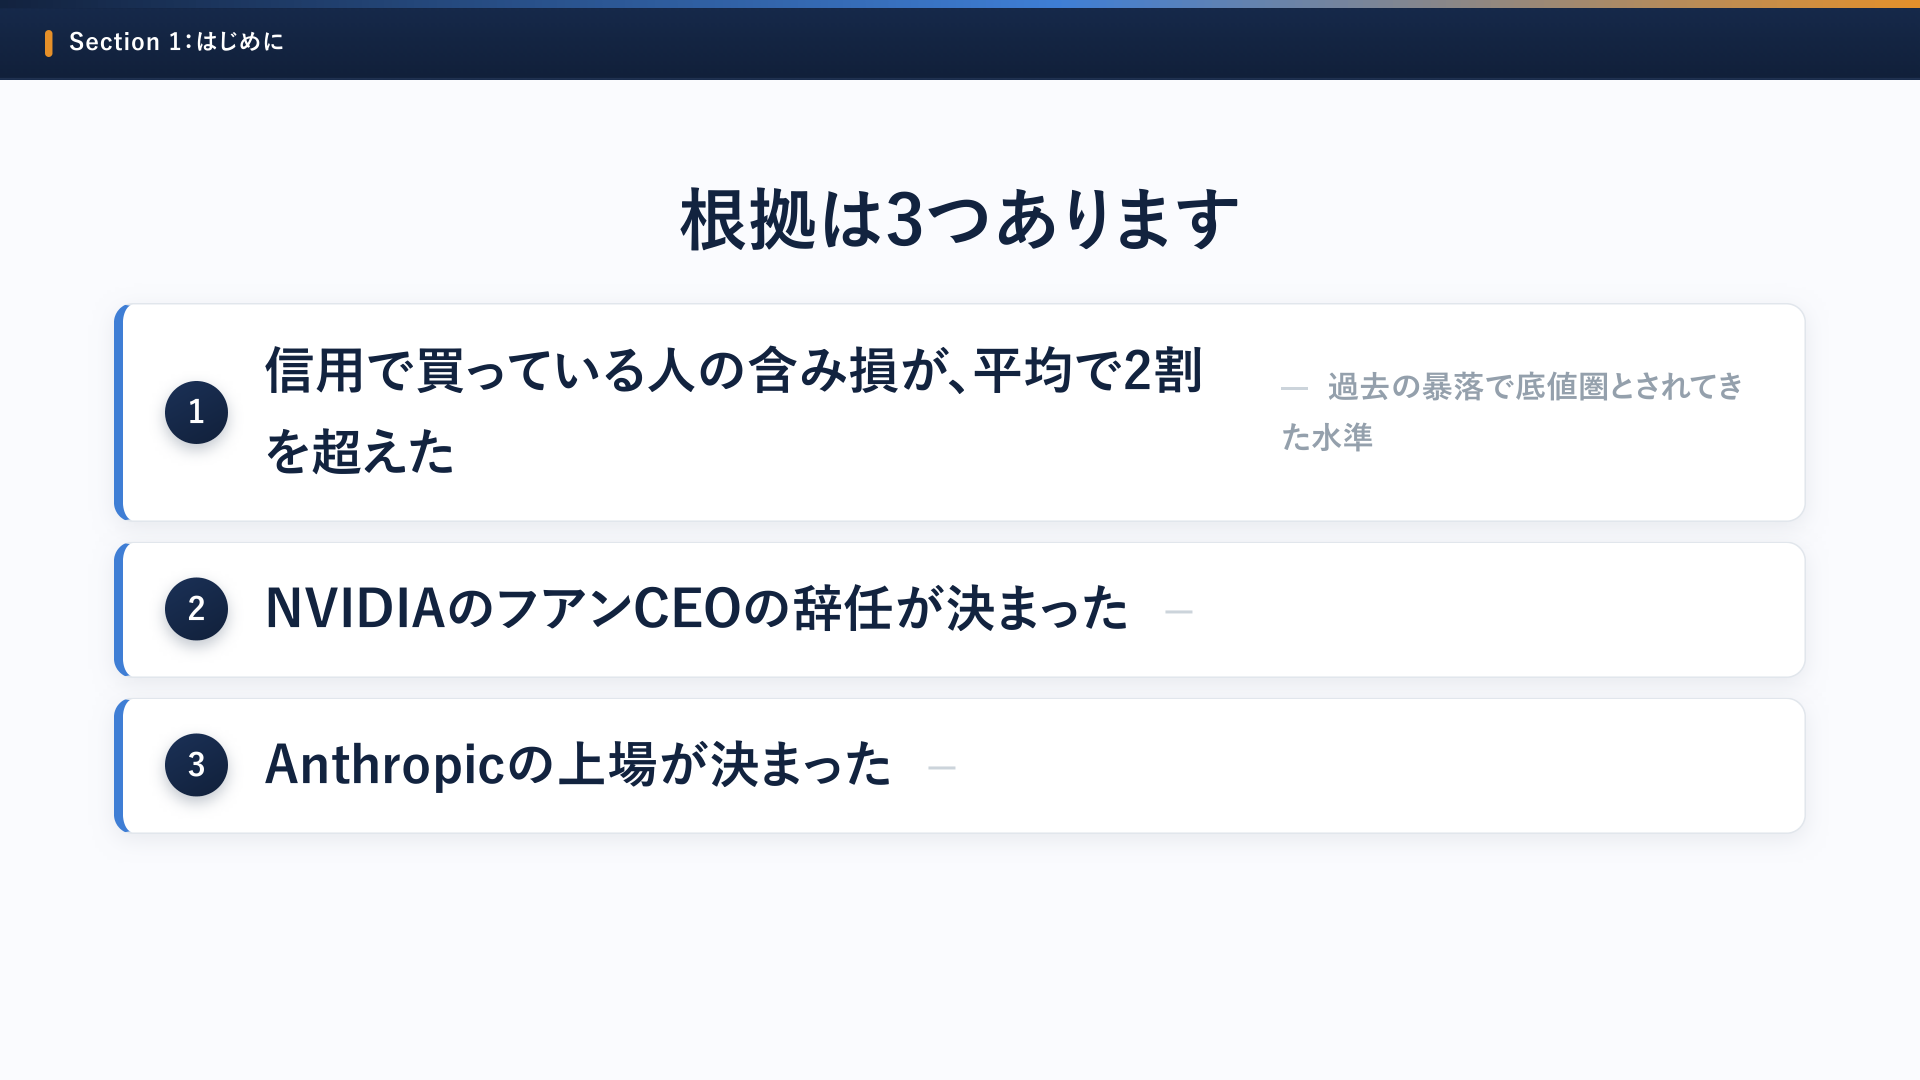 Section 1：はじめに
根拠は3つあります
1
信用で買っている人の含み損が、平均で2割
を超えた
— 過去の暴落で底値圏とされてき
た水準
2
NVIDIAのフアンCEOの辞任が決まった —
3
Anthropicの上場が決まった —